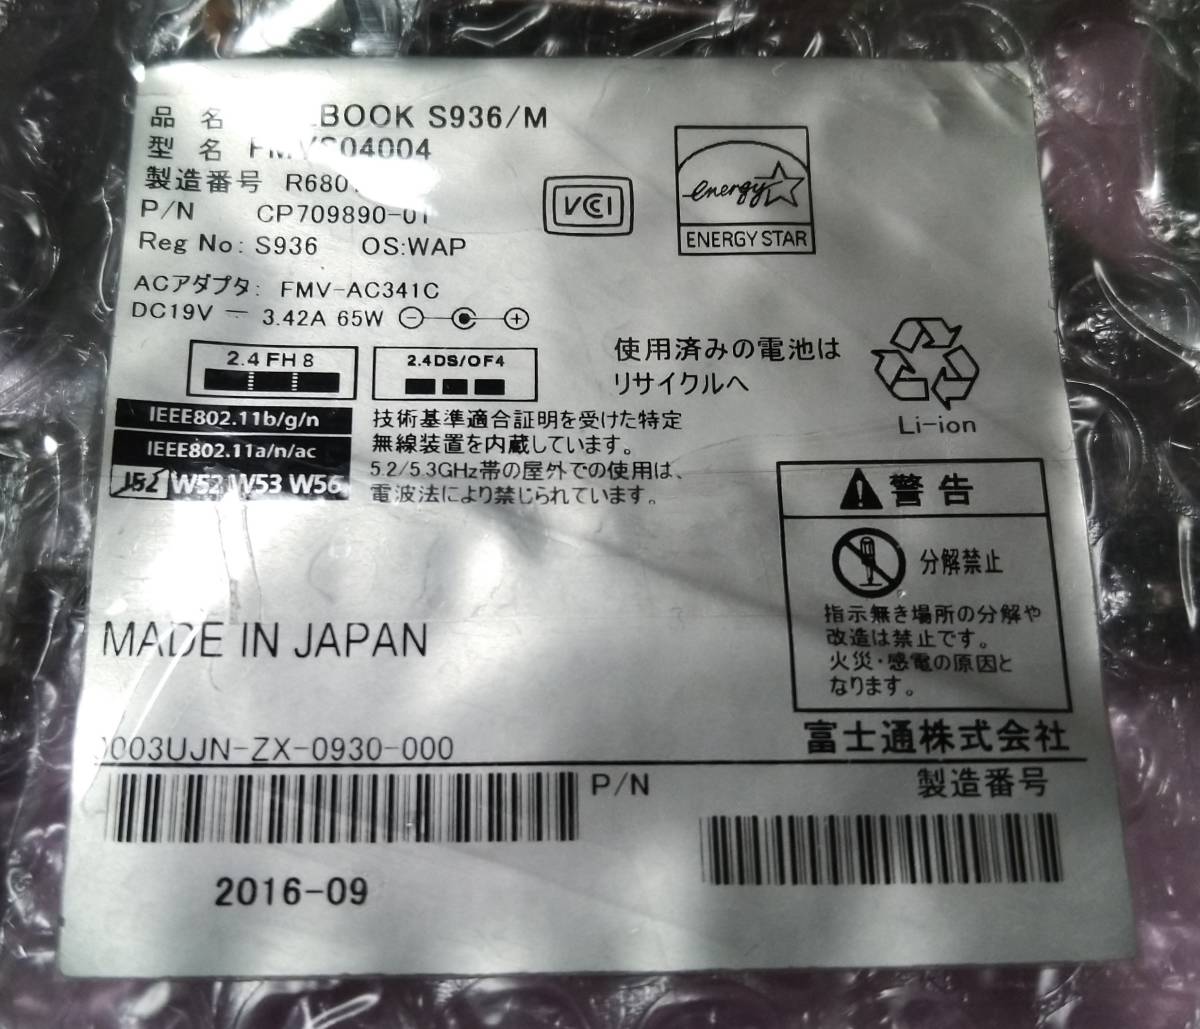 品名 BOOK S936/M
型名
製造番号
P/N CP709890-01
Reg No: S936 OS:WAP
ACアダプタ: FMV-AC341C
DC19V 3.42A 65W
2.4 FH 8
2.4DS/OF4
IEEE802.11b/g/n
IEEE802.11a/n/ac
J52 W52 W53 W56
技術基準適合証明を受けた特定
無線装置を内蔵しています。
5.2/5.3GHz帯の屋外での使用は、
電波法により禁じられています。
VCCI
energy
ENERGY STAR
使用済みの電池は
リサイクルへ
Li-ion
警告
分解禁止
指示無き場所の分解や
改造は禁止です。
火災・感電の原因と
なります。
MADE IN JAPAN
富士通株式会社
003UJN-ZX-0930-000
P/N
製造番号
2016-09